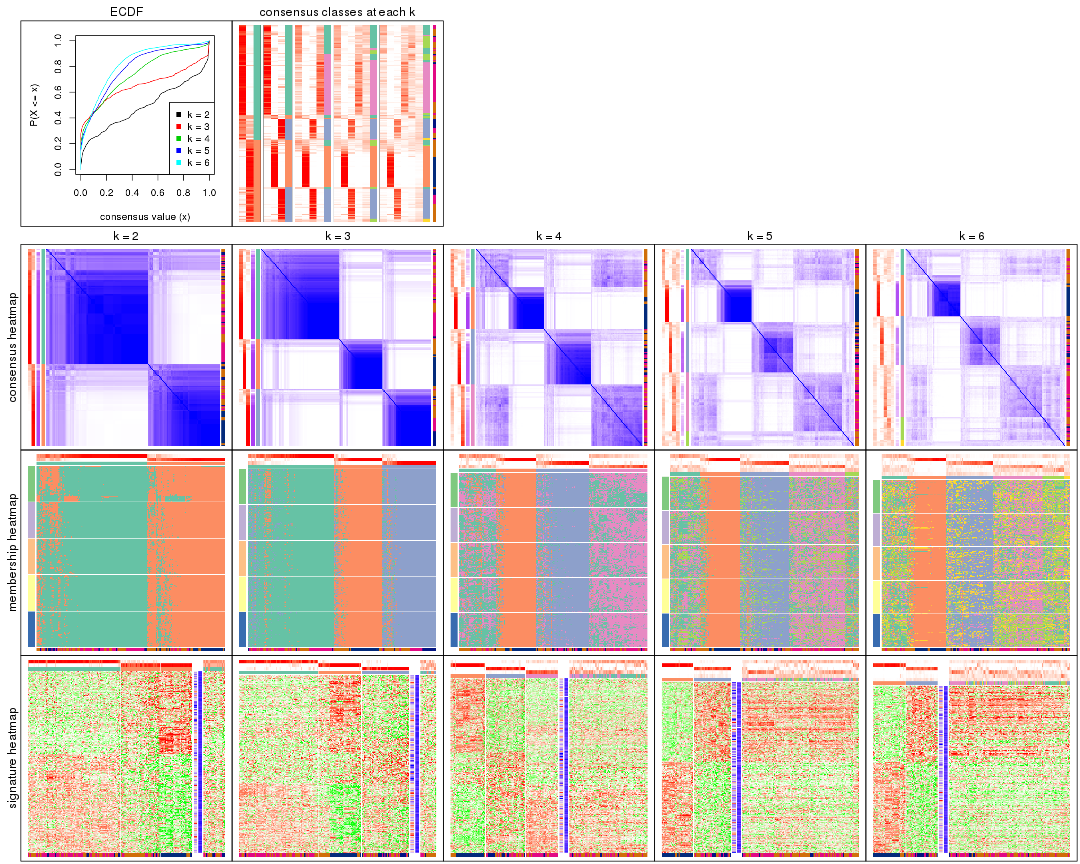 ECDF
consensus classes at each k
P(X <= x)
0.0 0.2 0.4 0.6 0.8 1.0
k = 2
k = 3
k = 4
k = 5
k = 6
0.0 0.2 0.4 0.6 0.8 1.0
consensus value (x)
k = 2 k = 3 k = 4 k = 5 k = 6
consensus heatmap
membership heatmap
signature heatmap